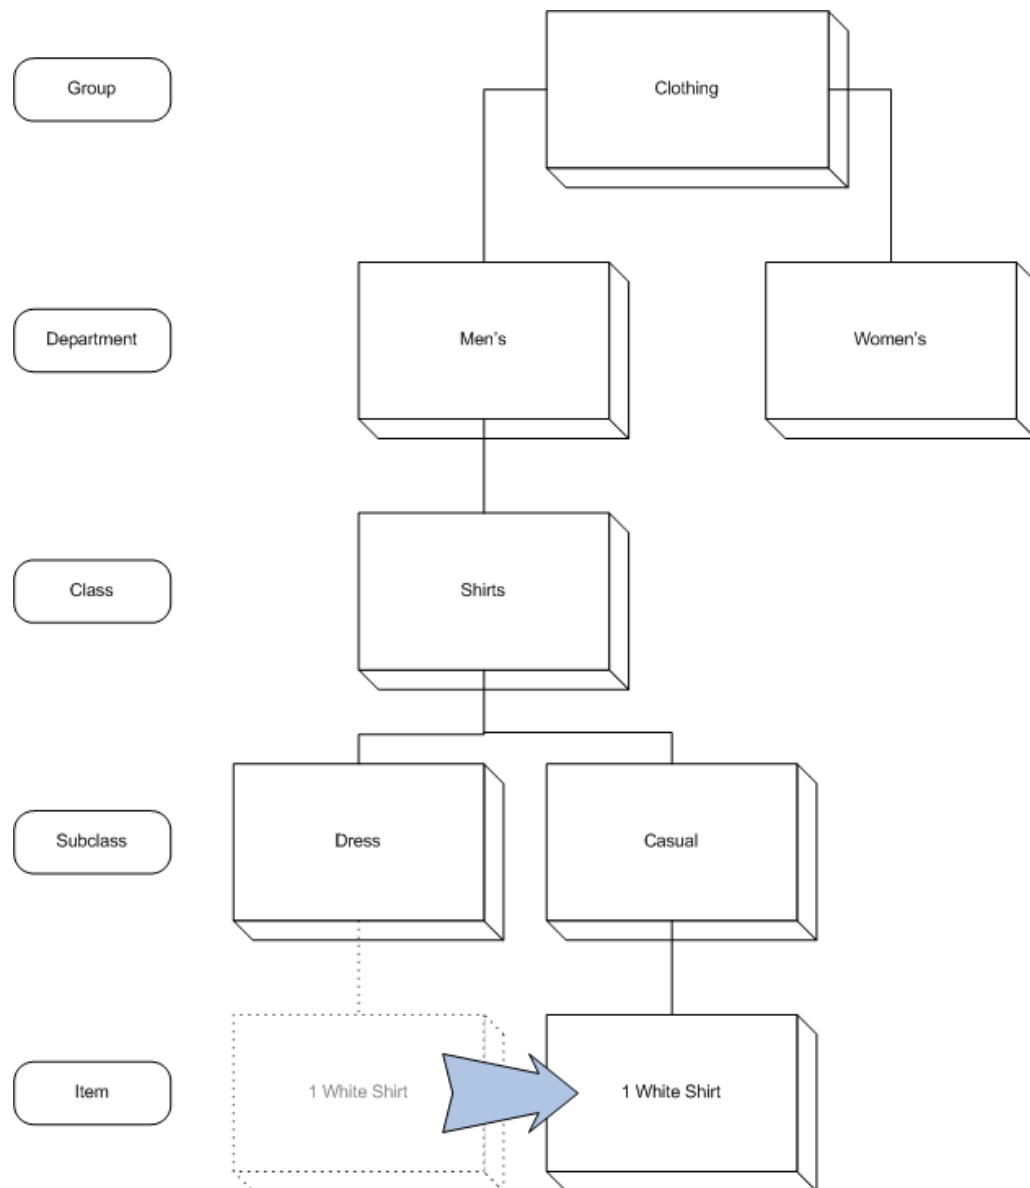 Group
Clothing
Department
Men's
Women's
Class
Shirts
Subclass
Dress
Casual
Item
1 White Shirt
1 White Shirt